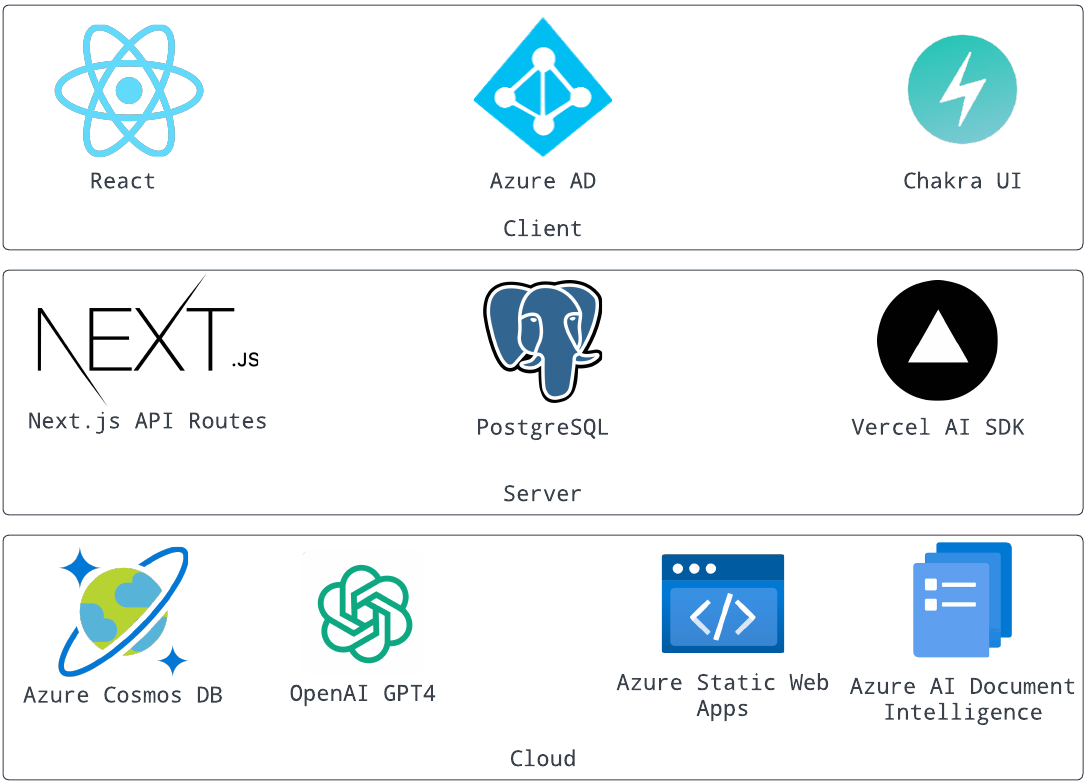 React
Azure AD
Chakra UI
Client
NEXT.JS
Next.js API Routes
PostgreSQL
Vercel AI SDK
Server
Azure Cosmos DB
OpenAI GPT4
Azure Static Web
Apps
Azure AI Document
Intelligence
Cloud